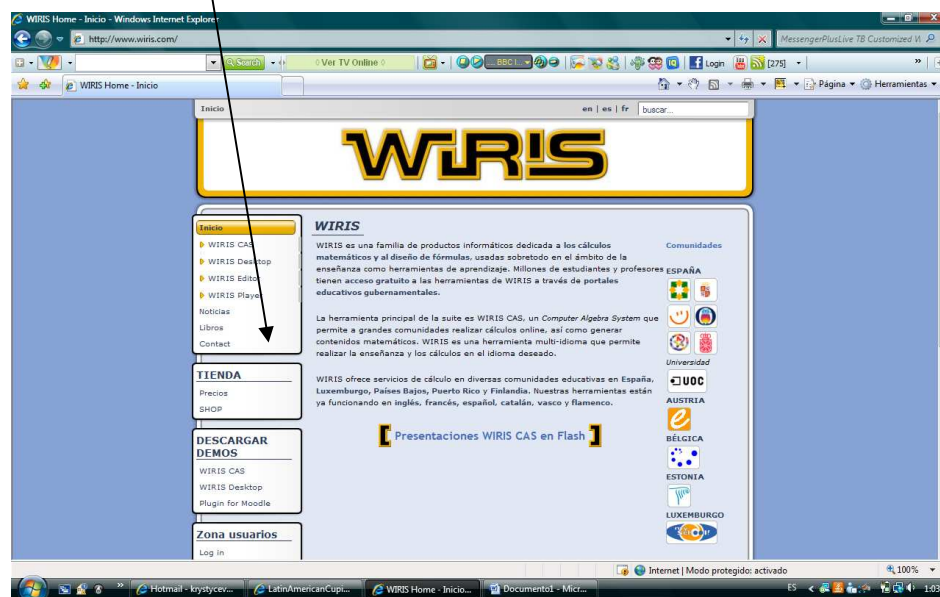 WIRIS Home - Inicio - Windows Internet Explorer
http://www.wiris.com/
MessengerPlusLive TB Customized
Search
Ver TV Online
BBC
Login
[275]
WIRIS Home - Inicio
Página
Herramientas
Inicio
en | es | fr
buscar...
WIRIS
Inicio
WIRIS CAS
WIRIS Desktop
WIRIS Editor
WIRIS Player
Noticias
Libros
Contact
TIENDA
Precios
SHOP
DESCARGAR
DEMOS
WIRIS CAS
WIRIS Desktop
Plugin for Moodle
Zona usuarios
Log in
WIRIS
WIRIS es una familia de productos informáticos dedicada a los cálculos
matemáticos y al diseño de fórmulas, usadas sobretodo en el ámbito de la
enseñanza como herramientas de aprendizaje. Millones de estudiantes y profesores
tienen acceso gratuito a las herramientas de WIRIS a través de portales
educativos gubernamentales.
La herramienta principal de la suite es WIRIS CAS, un Computer Algebra System que
permite a grandes comunidades realizar cálculos online, así como generar
contenidos matemáticos. WIRIS es una herramienta multi-idioma que permite
realizar la enseñanza y los cálculos en el idioma deseado.
WIRIS ofrece servicios de cálculo en diversas comunidades educativas en España,
Luxemburgo, Países Bajos, Puerto Rico y Finlandia. Nuestras herramientas están
ya funcionando en inglés, francés, español, catalán, vasco y flamenco.
Presentaciones WIRIS CAS en Flash
Comunidades
ESPAÑA
Universidad
UOC
AUSTRIA
BÉLGICA
ESTONIA
LUXEMBURGO
Internet | Modo protegido: activado
100%
Hotmail - krystycev...
LatinAmericanCupi...
WIRIS Home - Inicio...
Documento1 - Micr...
ES
1:03